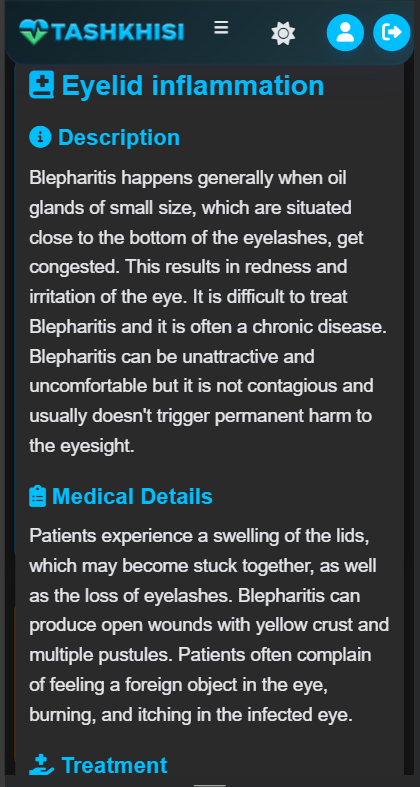 TASHKHISI
Eyelid inflammation
Description
Blepharitis happens generally when oil
glands of small size, which are situated
close to the bottom of the eyelashes, get
congested. This results in redness and
irritation of the eye. It is difficult to treat
Blepharitis and it is often a chronic disease.
Blepharitis can be unattractive and
uncomfortable but it is not contagious and
usually doesn't trigger permanent harm to
the eyesight.
Medical Details
Patients experience a swelling of the lids,
which may become stuck together, as well
as the loss of eyelashes. Blepharitis can
produce open wounds with yellow crust and
multiple pustules. Patients often complain
of feeling a foreign object in the eye,
burning, and itching in the infected eye.
Treatment